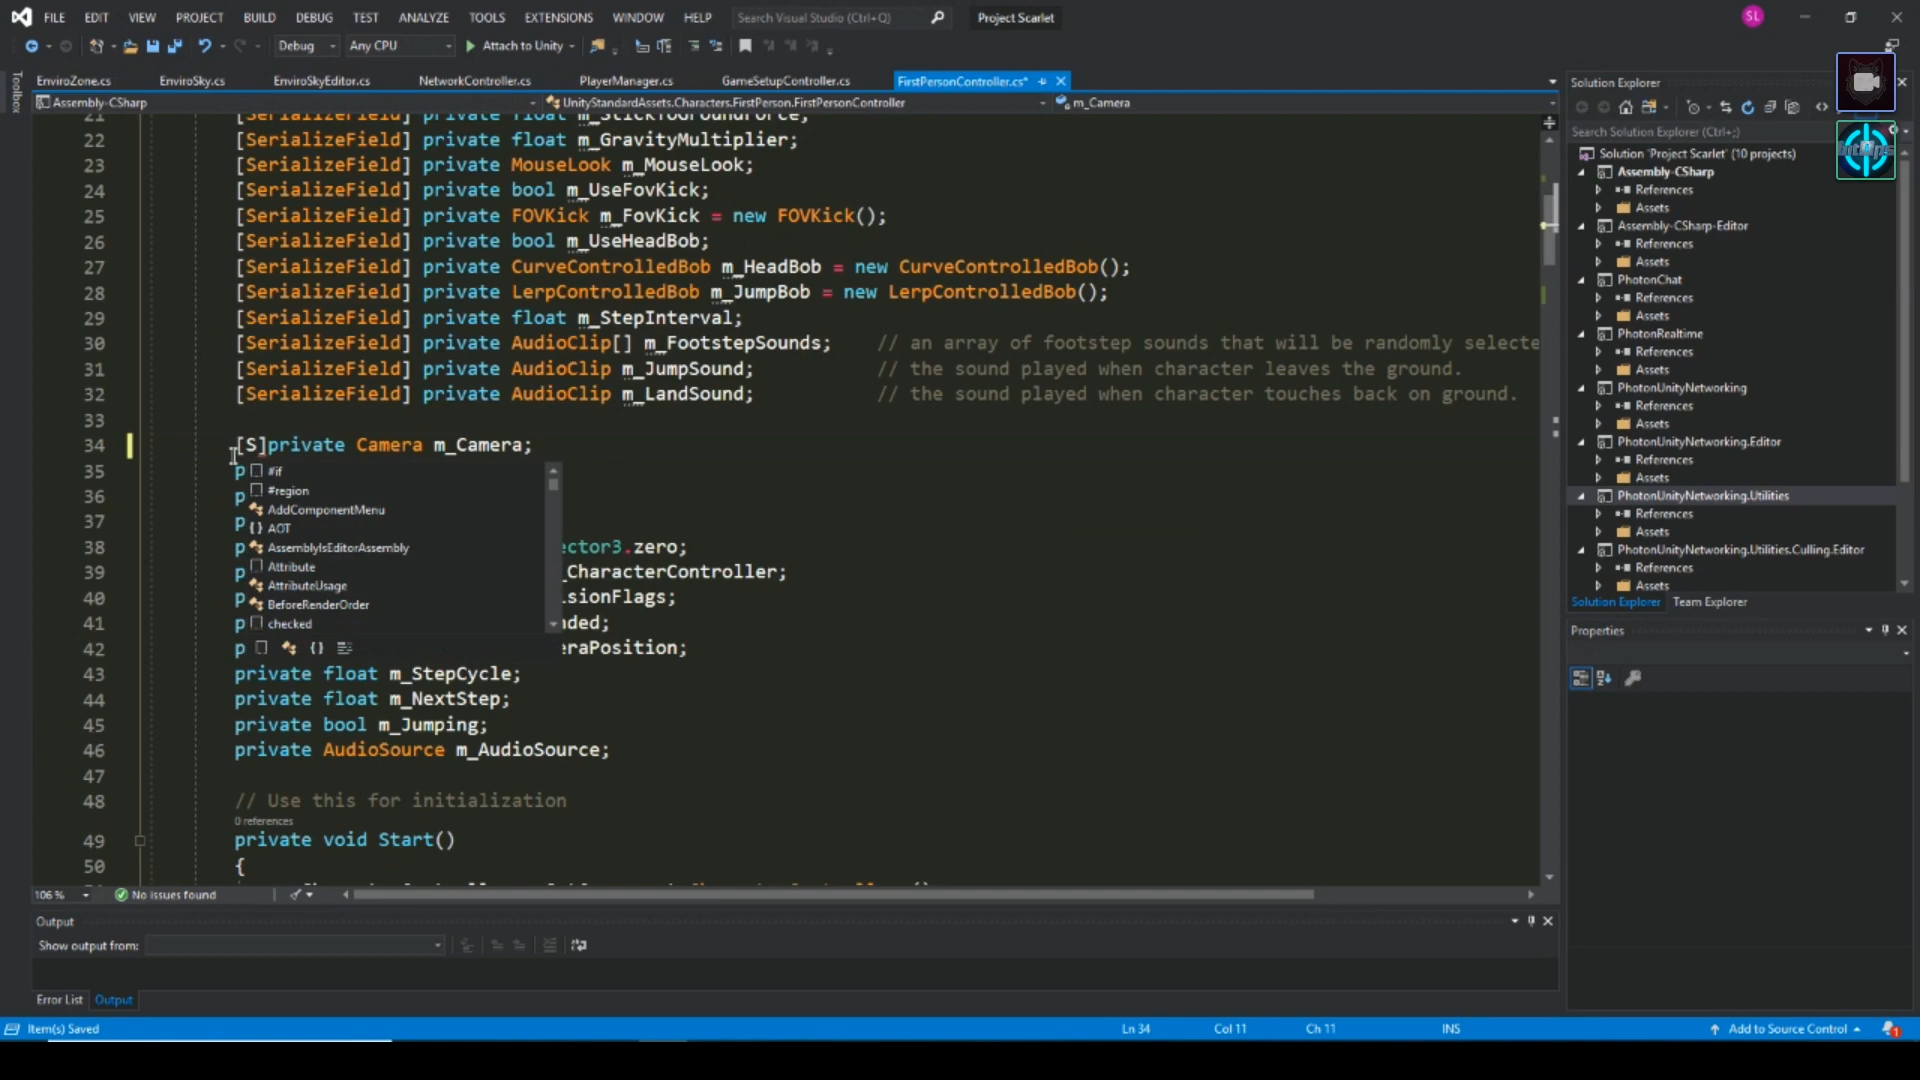 FILE EDIT VIEW PROJECT BUILD DEBUG TEST ANALYZE TOOLS EXTENSIONS WINDOW HELP Search Visual Studio (Ctrl+Q) Project Scarlet SL
Debug Any CPU Attach to Unity
Toolbox
EnviroZone.cs EnviroSky.cs EnviroSkyEditor.cs NetworkController.cs PlayerManager.cs GameSetupController.cs FirstPersonController.cs*
Assembly-CSharp UnityStandardAssets.Characters.FirstPerson.FirstPersonController m_Camera
21 [SerializeField] private float m_StickToGroundForce;
22 [SerializeField] private float m_GravityMultiplier;
23 [SerializeField] private MouseLook m_MouseLook;
24 [SerializeField] private bool m_UseFovKick;
25 [SerializeField] private FOVKick m_FovKick = new FOVKick();
26 [SerializeField] private bool m_UseHeadBob;
27 [SerializeField] private CurveControlledBob m_HeadBob = new CurveControlledBob();
28 [SerializeField] private LerpControlledBob m_JumpBob = new LerpControlledBob();
29 [SerializeField] private float m_StepInterval;
30 [SerializeField] private AudioClip[] m_FootstepSounds; // an array of footstep sounds that will be randomly selecte
31 [SerializeField] private AudioClip m_JumpSound; // the sound played when character leaves the ground.
32 [SerializeField] private AudioClip m_LandSound; // the sound played when character touches back on ground.
33
34 [S]private Camera m_Camera;
35 p #if
#region
36 p
AddComponentMenu
37 p {} AOT
38 p AssemblyIsEditorAssembly ector3.zero;
39 p Attribute _CharacterController;
AttributeUsage
40 p isionFlags;
BeforeRenderOrder
41 p checked nded;
42 p {} eraPosition;
43 private float m_StepCycle;
44 private float m_NextStep;
45 private bool m_Jumping;
46 private AudioSource m_AudioSource;
47
48 // Use this for initialization
0 references
49 private void Start()
50 {
106 % No issues found
Output
Show output from:
Error List Output
Item(s) Saved Ln 34 Col 11 Ch 11 INS Add to Source Control 1
Solution Explorer
Search Solution Explorer (Ctrl+;)
Solution 'Project Scarlet' (10 projects)
Assembly-CSharp
References
Assets
Assembly-CSharp-Editor
References
Assets
PhotonChat
References
Assets
PhotonRealtime
References
Assets
PhotonUnityNetworking
References
Assets
PhotonUnityNetworking.Editor
References
Assets
PhotonUnityNetworking.Utilities
References
Assets
PhotonUnityNetworking.Utilities.Culling.Editor
References
Assets
Solution Explorer Team Explorer
Properties